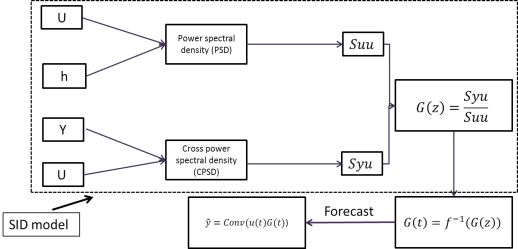 U
Power spectral
density (PSD)
Suu
h
G(z) = Syu / Suu
Y
Cross power
spectral density
(CPSD)
Syu
U
SID model
ŷ = Conv(u(t)G(t))
Forecast
G(t) = f⁻¹(G(z))